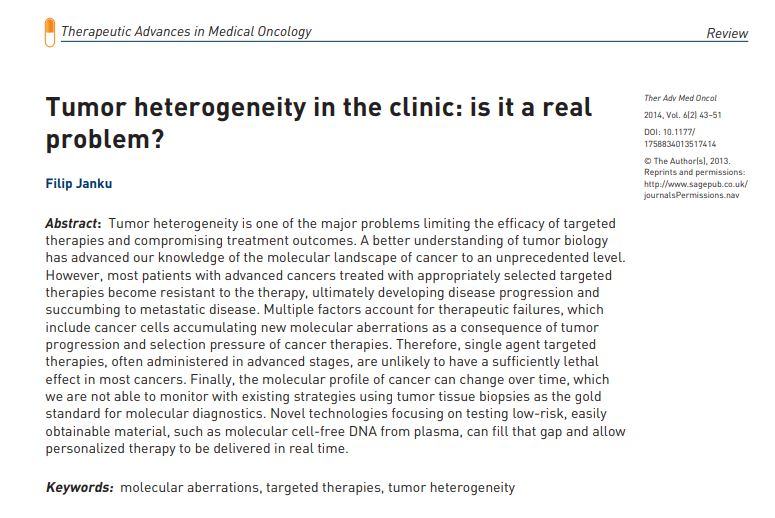 Therapeutic Advances in Medical Oncology
Review
Tumor heterogeneity in the clinic: is it a real
problem?
Filip Janku
Abstract: Tumor heterogeneity is one of the major problems limiting the efficacy of targeted
therapies and compromising treatment outcomes. A better understanding of tumor biology
has advanced our knowledge of the molecular landscape of cancer to an unprecedented level.
However, most patients with advanced cancers treated with appropriately selected targeted
therapies become resistant to the therapy, ultimately developing disease progression and
succumbing to metastatic disease. Multiple factors account for therapeutic failures, which
include cancer cells accumulating new molecular aberrations as a consequence of tumor
progression and selection pressure of cancer therapies. Therefore, single agent targeted
therapies, often administered in advanced stages, are unlikely to have a sufficiently lethal
effect in most cancers. Finally, the molecular profile of cancer can change over time, which
we are not able to monitor with existing strategies using tumor tissue biopsies as the gold
standard for molecular diagnostics. Novel technologies focusing on testing low-risk, easily
obtainable material, such as molecular cell-free DNA from plasma, can fill that gap and allow
personalized therapy to be delivered in real time.
Keywords: molecular aberrations, targeted therapies, tumor heterogeneity
Ther Adv Med Oncol
2014, Vol. 6(2) 43–51
DOI: 10.1177/
1758834013517414
© The Author(s), 2013.
Reprints and permissions:
http://www.sagepub.co.uk/
journalsPermissions.nav